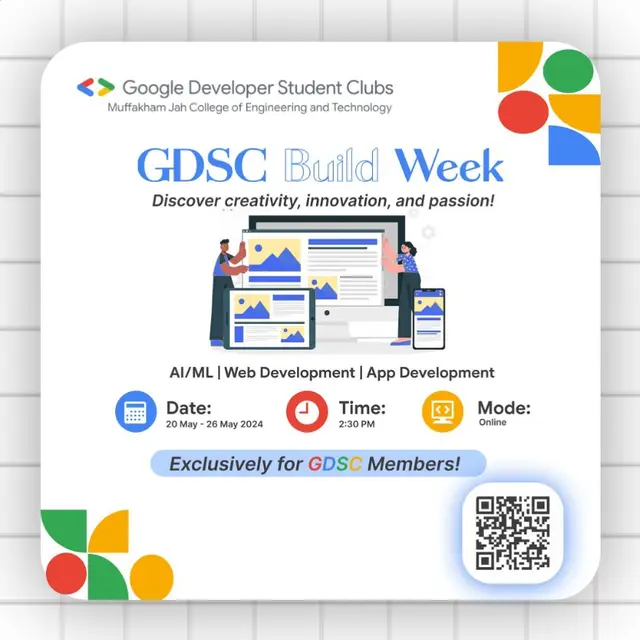 Google Developer Student Clubs
Muffakham Jah College of Engineering and Technology
GDSC Build Week
Discover creativity, innovation, and passion!
AI/ML | Web Development | App Development
Date:
20 May - 26 May 2024
Time:
2:30 PM
Mode:
Online
Exclusively for GDSC Members!